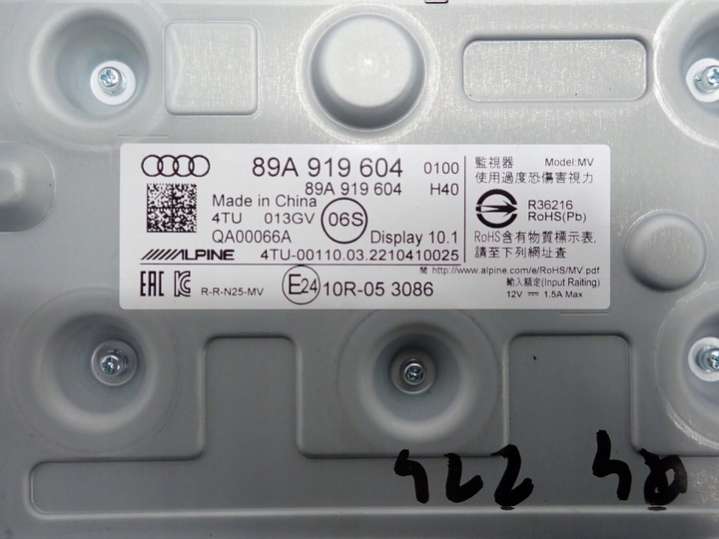 89A 919 604 0100
89A 919 604 H40
Made in China
4TU 013GV 06S
QA00066A Display 10.1
ALPINE 4TU-00110.03.2210410025
EAC R-R-N25-MV E24 10R-05 3086
監視器 Model:MV
使用過度恐傷害視力
R36216
RoHS(Pb)
RoHS含有物質標示表,
請至下列網址查
http://www.alpine.com/e/RoHS/MV.pdf
輸入額定(Input Raiting)
12V ⎓ 1.5A Max